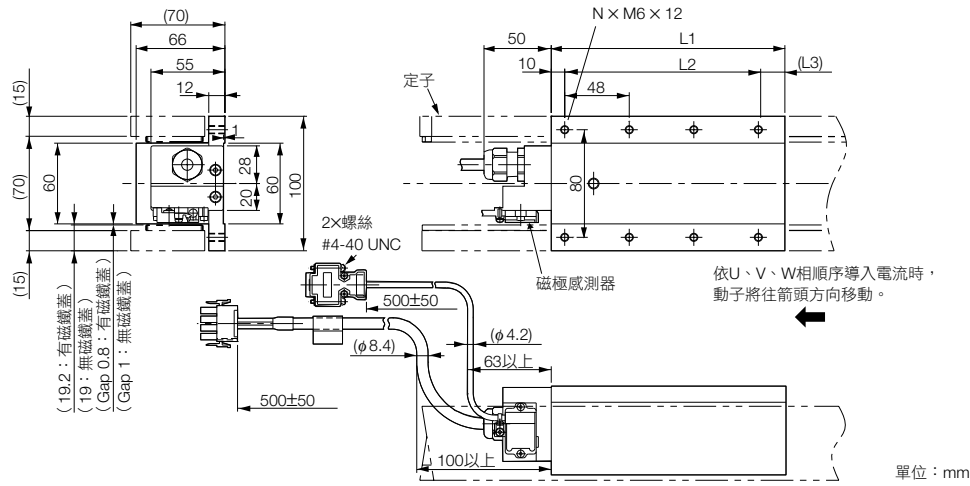 (70)
66
55
12
(15)
(70)
60
(15)
1
28
20
60
100
(19.2：有磁鐵蓋)
(19：無磁鐵蓋)
(Gap 0.8：有磁鐵蓋)
(Gap 1：無磁鐵蓋)
N×M6×12
50
L1
10
L2
(L3)
48
定子
80
磁極感測器
依U、V、W相順序導入電流時，
動子將往箭頭方向移動。
2×螺絲
#4-40 UNC
500±50
(φ4.2)
(φ8.4)
63以上
500±50
100以上
單位：mm